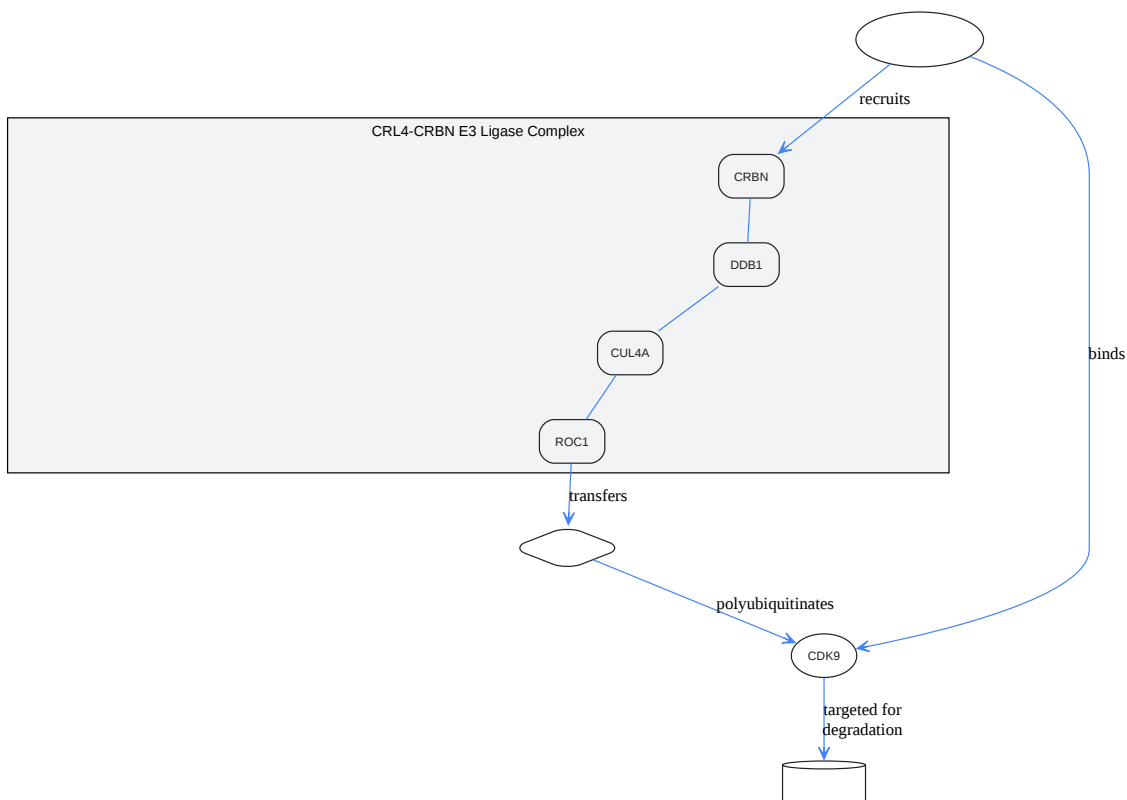 recruits
CRL4-CRBN E3 Ligase Complex
CRBN
DDB1
CUL4A
binds
ROC1
transfers
polyubiquitinates
CDK9
targeted for
degradation